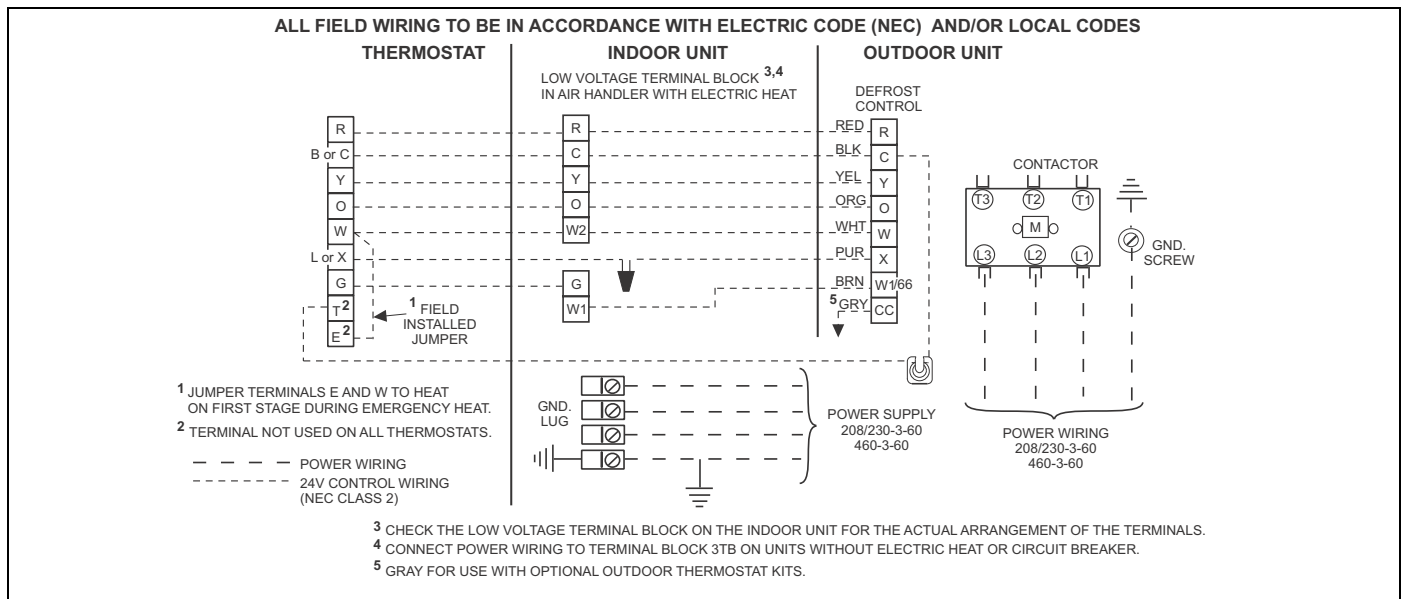 ALL FIELD WIRING TO BE IN ACCORDANCE WITH ELECTRIC CODE (NEC) AND/OR LOCAL CODES
THERMOSTAT
INDOOR UNIT
OUTDOOR UNIT
LOW VOLTAGE TERMINAL BLOCK 3,4
IN AIR HANDLER WITH ELECTRIC HEAT
DEFROST
CONTROL
R
B or C
Y
O
W
L or X
G
T2
E2
1 FIELD
INSTALLED
JUMPER
R
C
Y
O
W2
G
W1
RED
BLK
YEL
ORG
WHT
PUR
BRN
5 GRY
R
C
Y
O
W
X
W1/66
CC
CONTACTOR
T3
T2
T1
M
L3
L2
L1
GND.
SCREW
1 JUMPER TERMINALS E AND W TO HEAT
ON FIRST STAGE DURING EMERGENCY HEAT.
2 TERMINAL NOT USED ON ALL THERMOSTATS.
POWER WIRING
24V CONTROL WIRING
(NEC CLASS 2)
GND.
LUG
POWER SUPPLY
208/230-3-60
460-3-60
POWER WIRING
208/230-3-60
460-3-60
3 CHECK THE LOW VOLTAGE TERMINAL BLOCK ON THE INDOOR UNIT FOR THE ACTUAL ARRANGEMENT OF THE TERMINALS.
4 CONNECT POWER WIRING TO TERMINAL BLOCK 3TB ON UNITS WITHOUT ELECTRIC HEAT OR CIRCUIT BREAKER.
5 GRAY FOR USE WITH OPTIONAL OUTDOOR THERMOSTAT KITS.